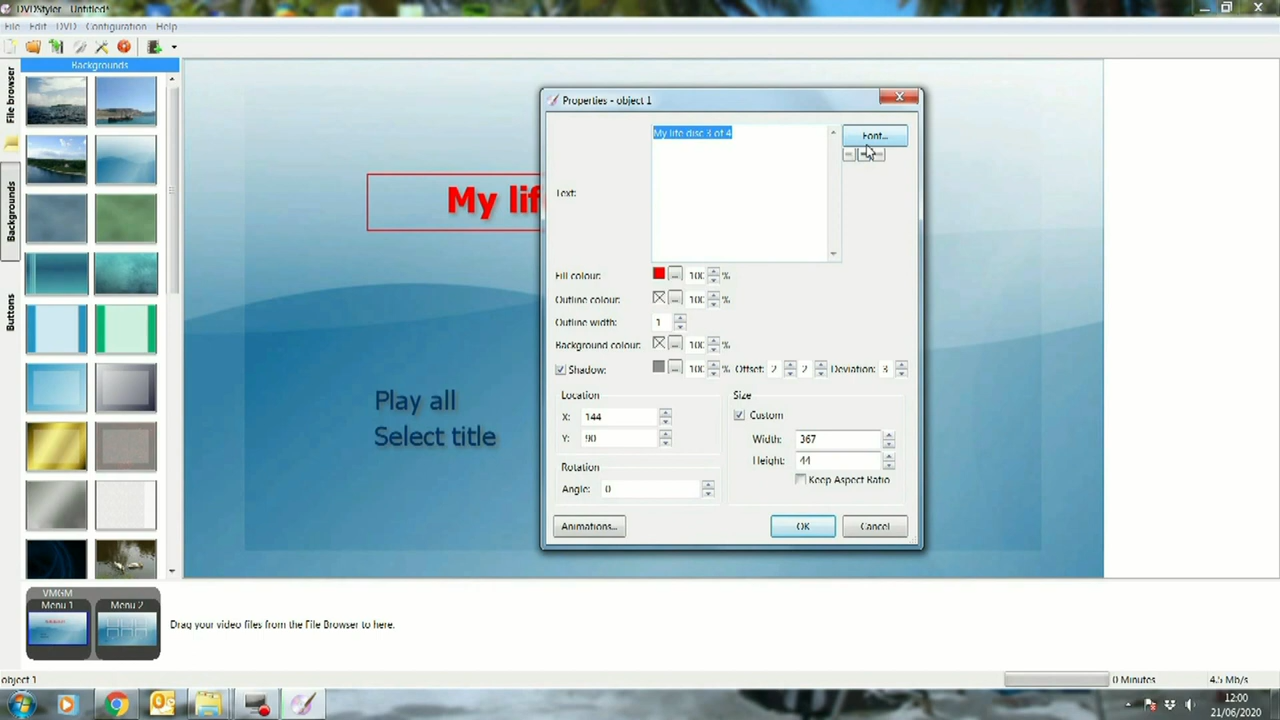 DVDStyler - Untitled*
File Edit DVD Configuration Help
File browser
Backgrounds
Buttons
Backgrounds
My lif
Play all
Select title
Properties - object 1
Text:
My life disc 3 of 4
Font...
Fill colour:
100 %
Outline colour:
100 %
Outline width:
1
Background colour:
100 %
Shadow:
100 %
Offset: 2 2
Deviation: 3
Location
X: 144
Y: 90
Size
Custom
Width: 367
Height: 44
Keep Aspect Ratio
Rotation
Angle: 0
Animations...
OK
Cancel
VMGM
Menu 1
Menu 2
Drag your video files from the File Browser to here.
object 1
0 Minutes
4.5 Mb/s
12:00
21/06/2020